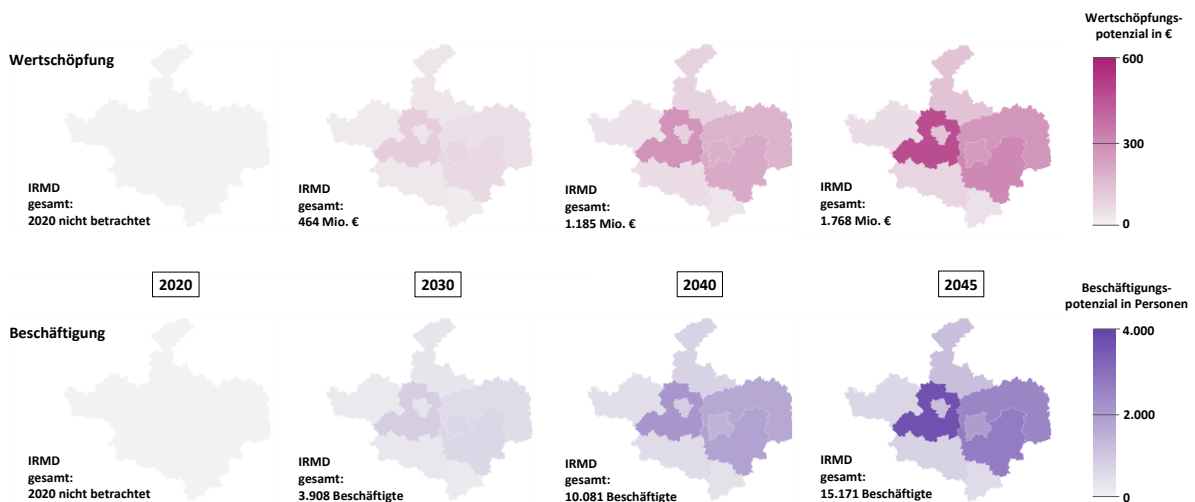 Wertschöpfungs-
potenzial in €
Wertschöpfung
600
300
0
IRMD
gesamt:
2020 nicht betrachtet
IRMD
gesamt:
464 Mio. €
IRMD
gesamt:
1.185 Mio. €
IRMD
gesamt:
1.768 Mio. €
2020
2030
2040
2045
Beschäftigungs-
potenzial in Personen
Beschäftigung
4.000
2.000
0
IRMD
gesamt:
2020 nicht betrachtet
IRMD
gesamt:
3.908 Beschäftigte
IRMD
gesamt:
10.081 Beschäftigte
IRMD
gesamt:
15.171 Beschäftigte